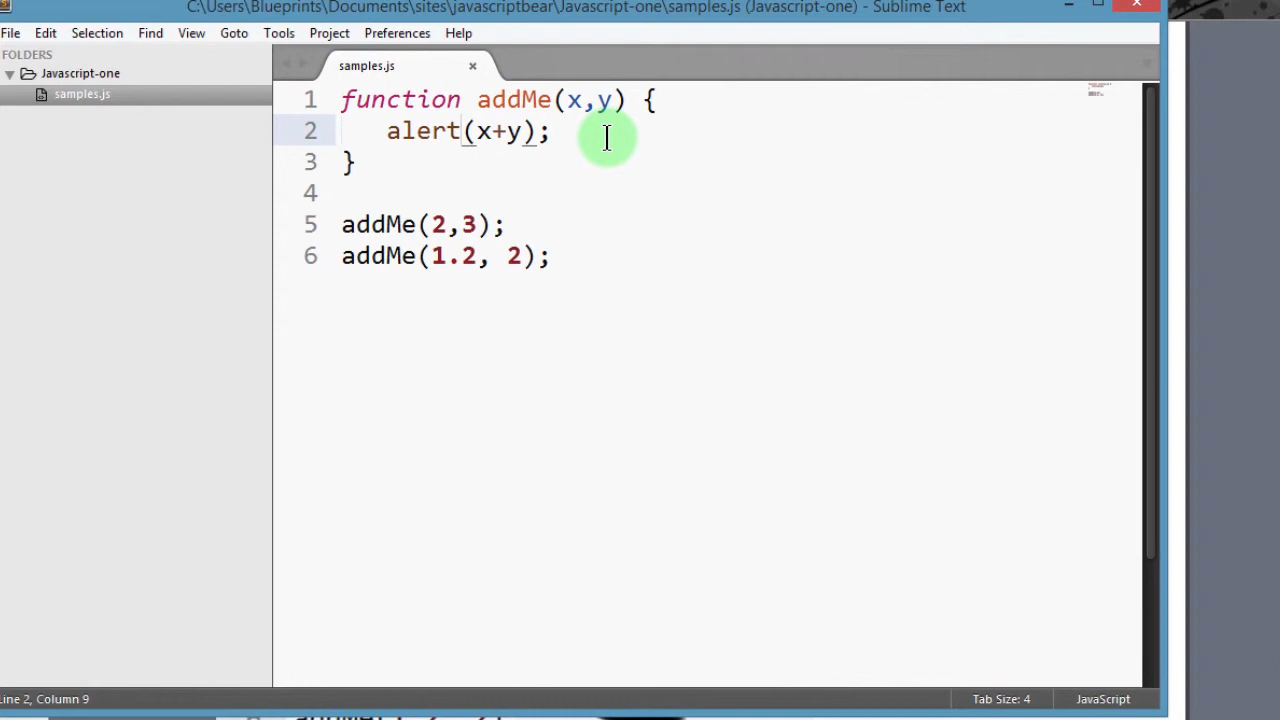 C:\Users\Blueprints\Documents\sites\javascriptbear\Javascript-one\samples.js (Javascript-one) - Sublime Text
File Edit Selection Find View Goto Tools Project Preferences Help
FOLDERS
Javascript-one
samples.js
samples.js
1 function addMe(x,y) {
2 alert(x+y);
3 }
4
5 addMe(2,3);
6 addMe(1.2, 2);
Line 2, Column 9
Tab Size: 4
JavaScript